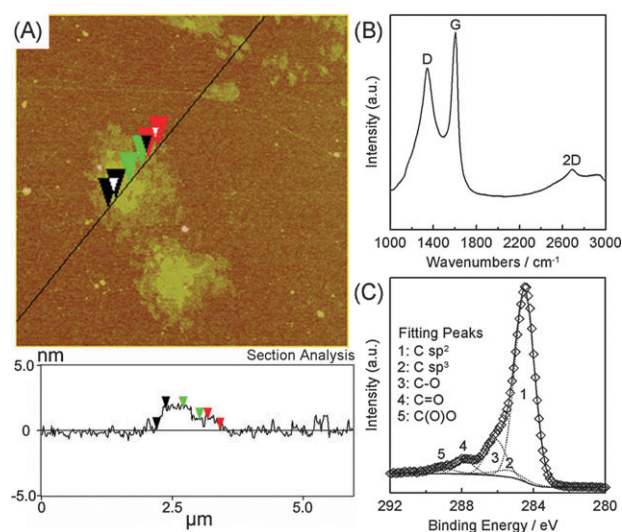 (A)
nm
Section Analysis
5.0
0
-5.0
0
2.5
5.0
μm
(B)
D
G
2D
Intensity (a.u.)
1000 1400 1800 2200 2600 3000
Wavenumbers / cm⁻¹
(C)
Fitting Peaks
1: C sp²
2: C sp³
3: C-O
4: C=O
5: C(O)O
5
4
3
2
1
Intensity (a.u.)
292 288 284 280
Binding Energy / eV